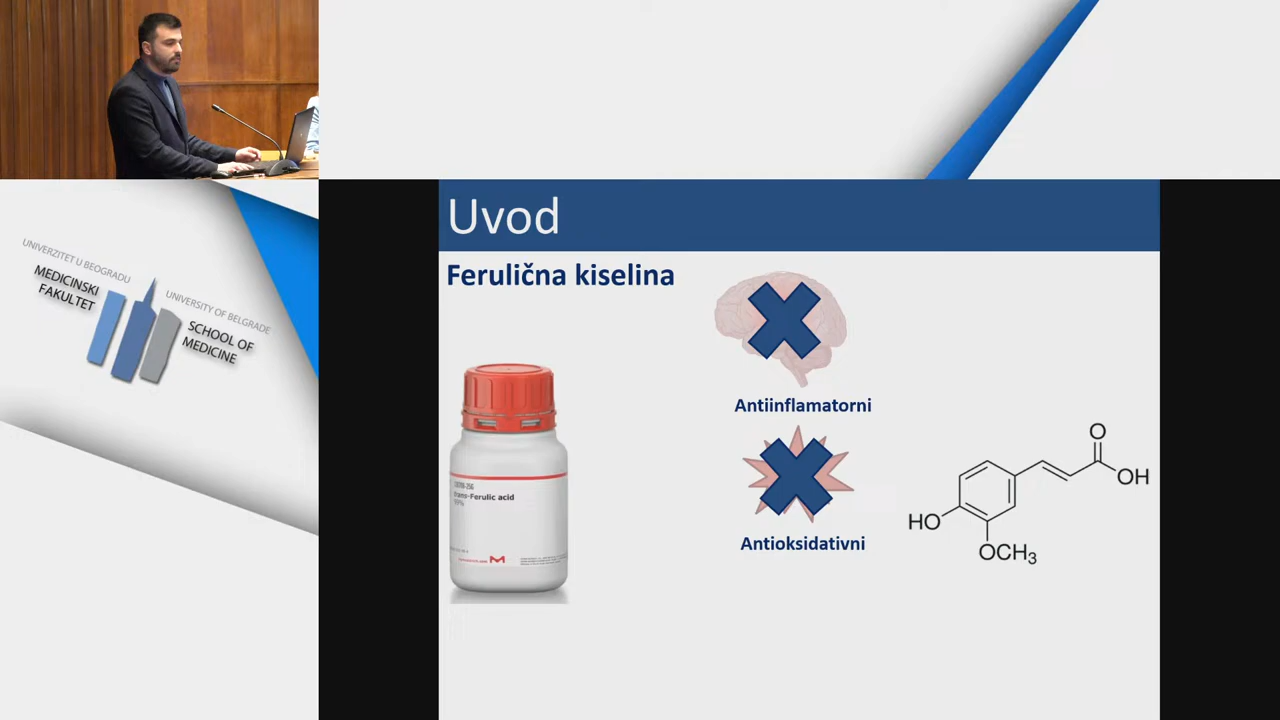 UNIVERZITET U BEOGRADU
MEDICINSKI
FAKULTET
UNIVERSITY OF BELGRADE
SCHOOL OF
MEDICINE
Uvod
Ferulična kiselina
Antiinflamatorni
Antioksidativni
trans-Ferulic acid
99%
M
O
OH
HO
OCH3